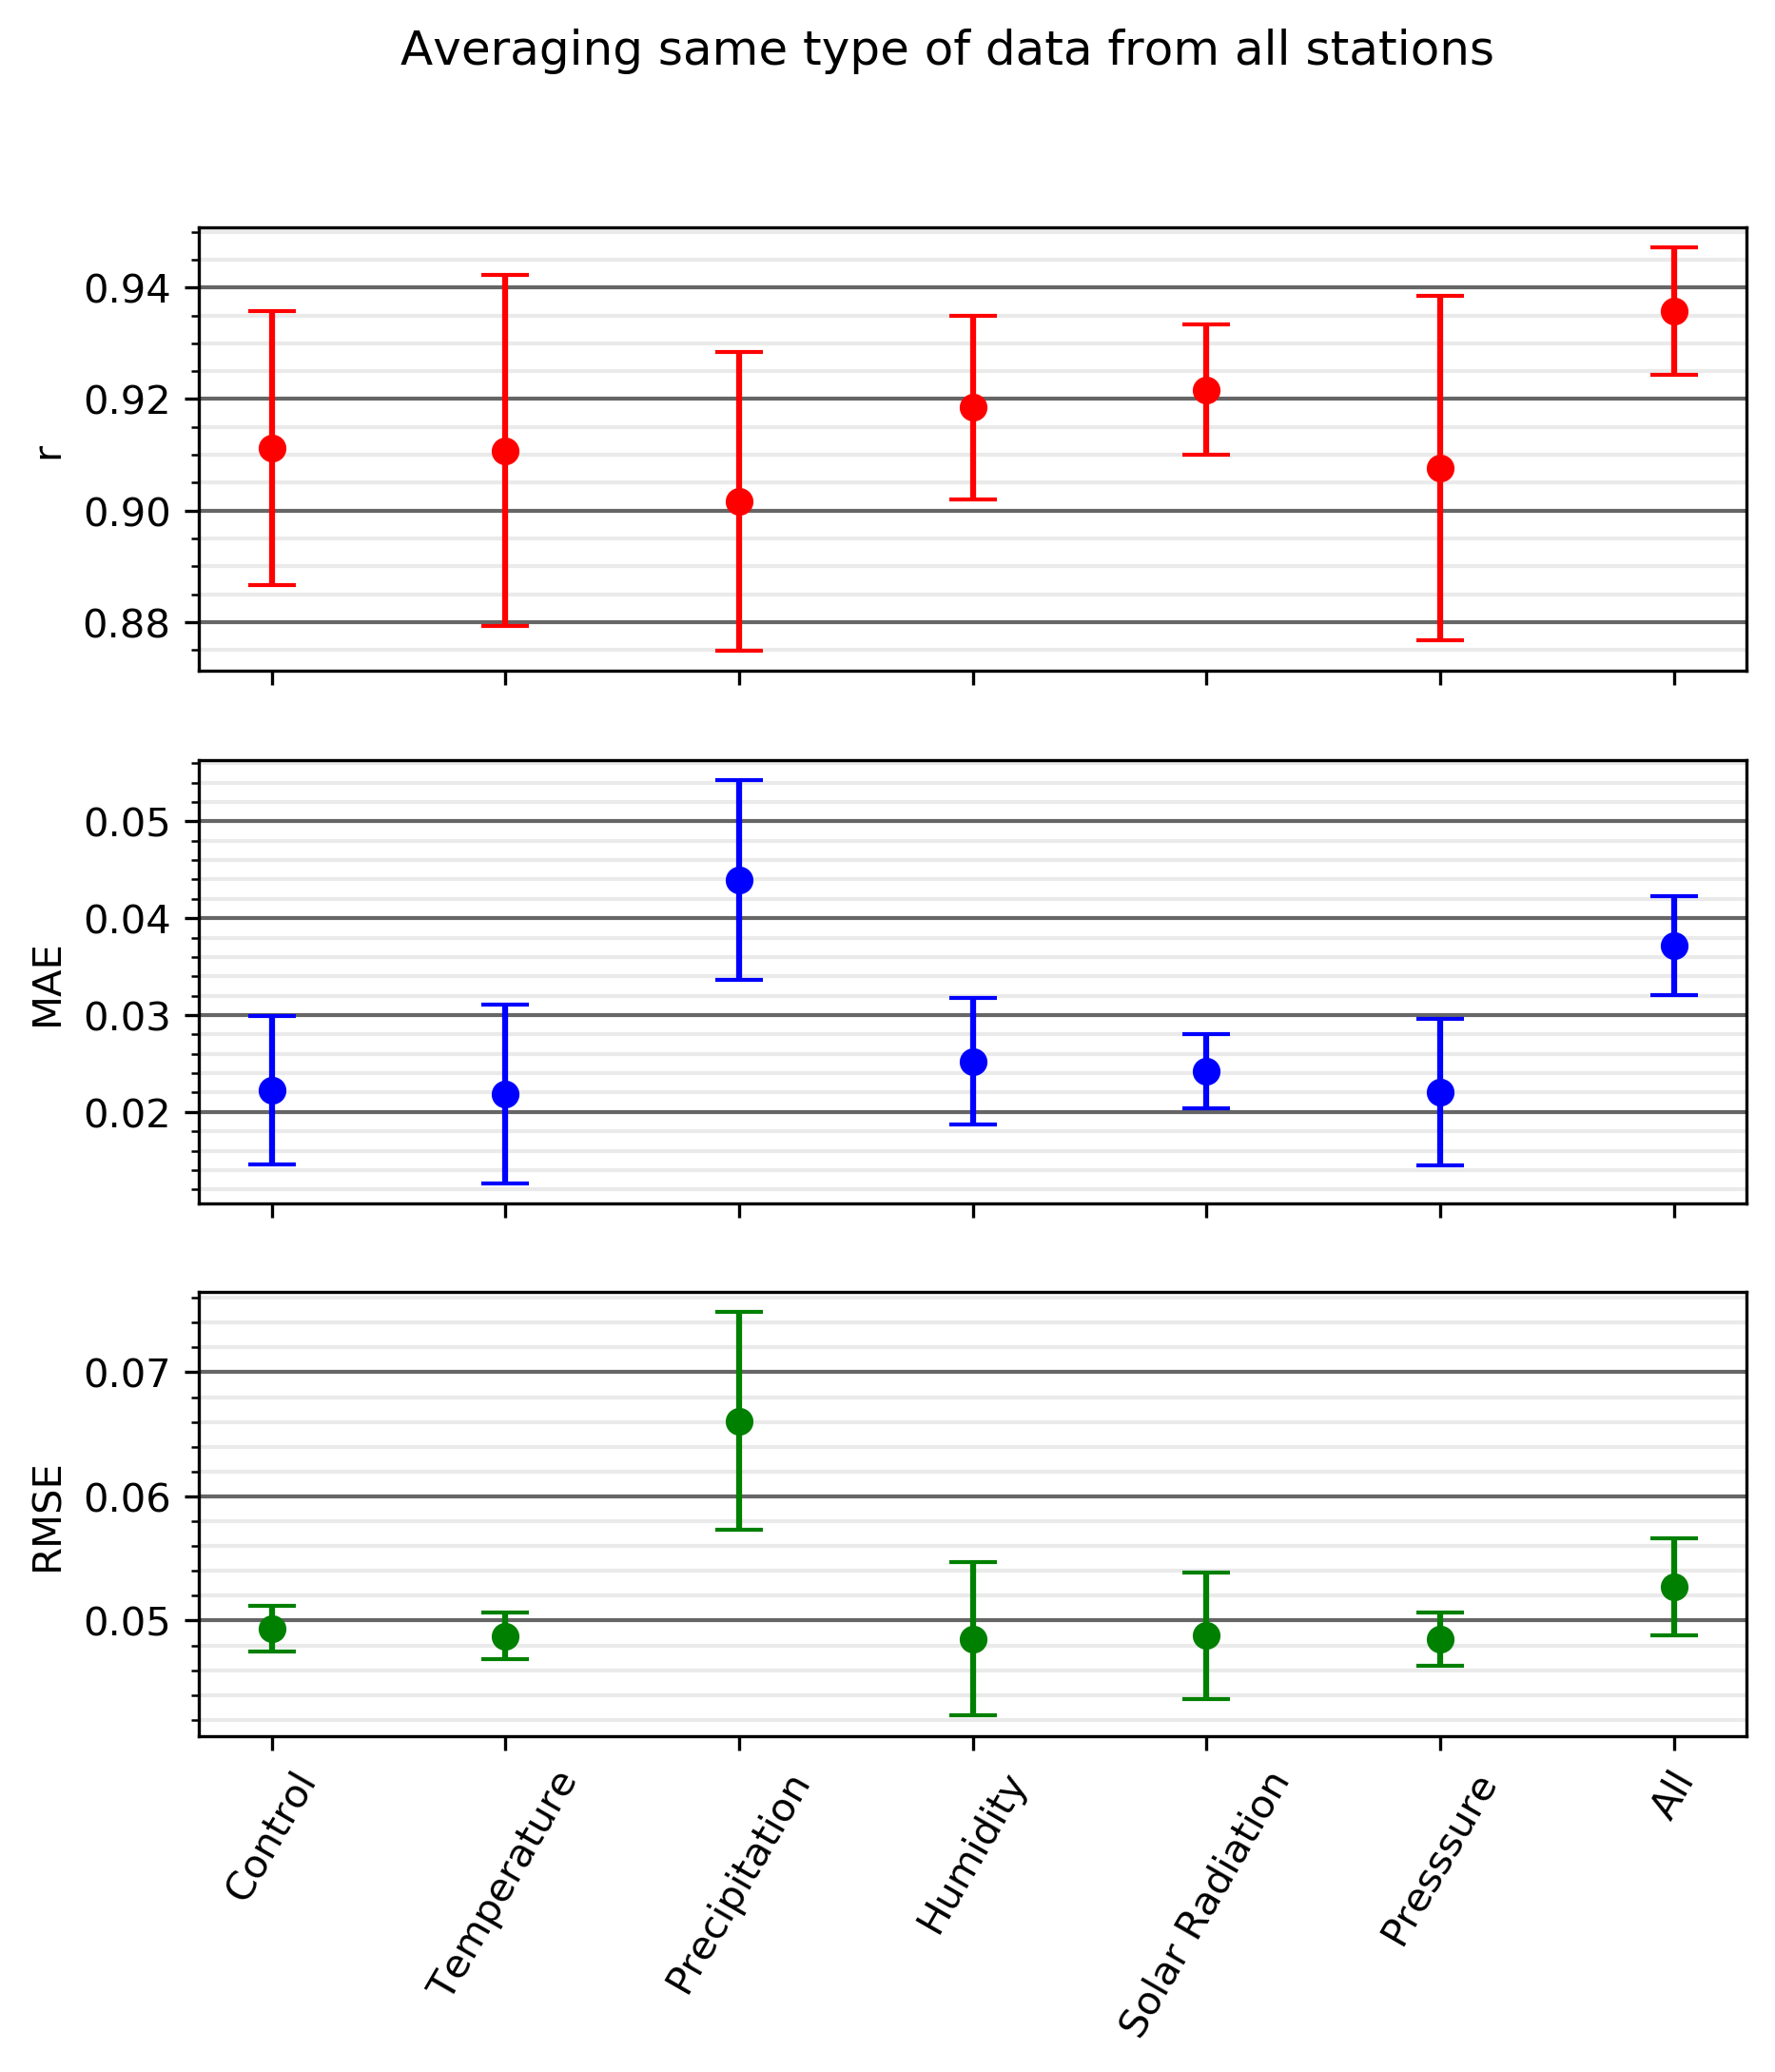 Averaging same type of data from all stations
0.94
0.92
0.90
0.88
r
0.05
0.04
0.03
0.02
MAE
0.07
0.06
0.05
RMSE
Control
Temperature
Precipitation
Humidity
Solar Radiation
Presssure
All